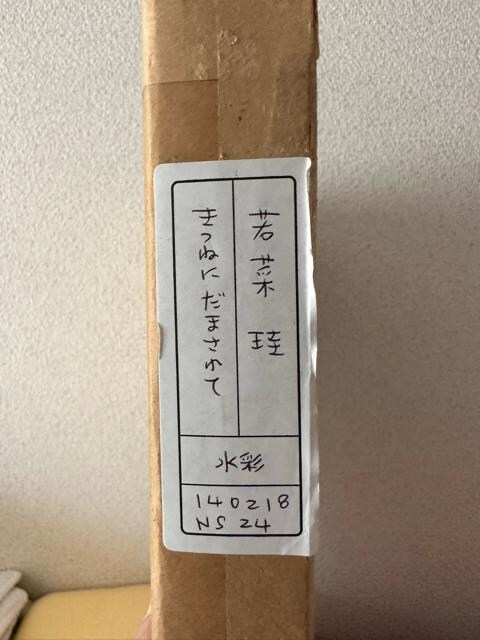 若菜 珪
きつねに だまされて
水彩
140218
NS 24